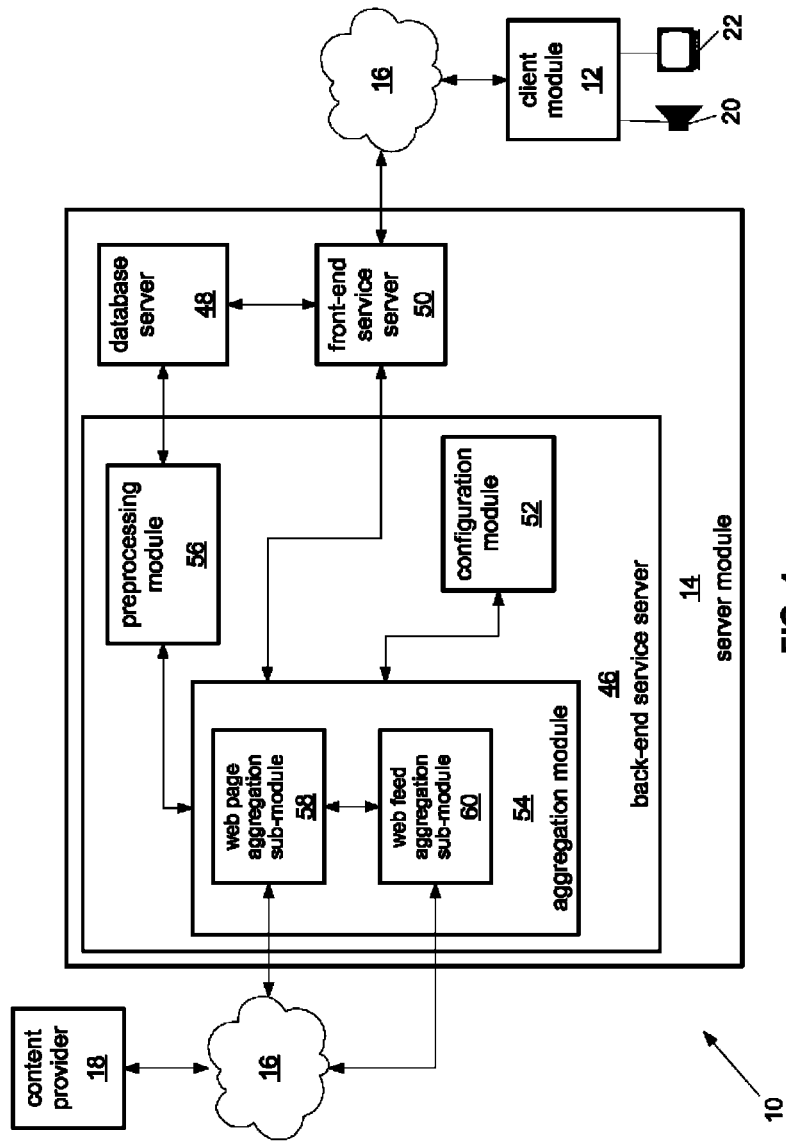 content
provider
18
16
web page
aggregation
sub-module
58
web feed
aggregation
sub-module
60
54
aggregation module
preprocessing
module
56
configuration
module
52
46
back-end service server
database
server
48
front-end
service
server
50
14
server module
16
client
module
12
20
22
10